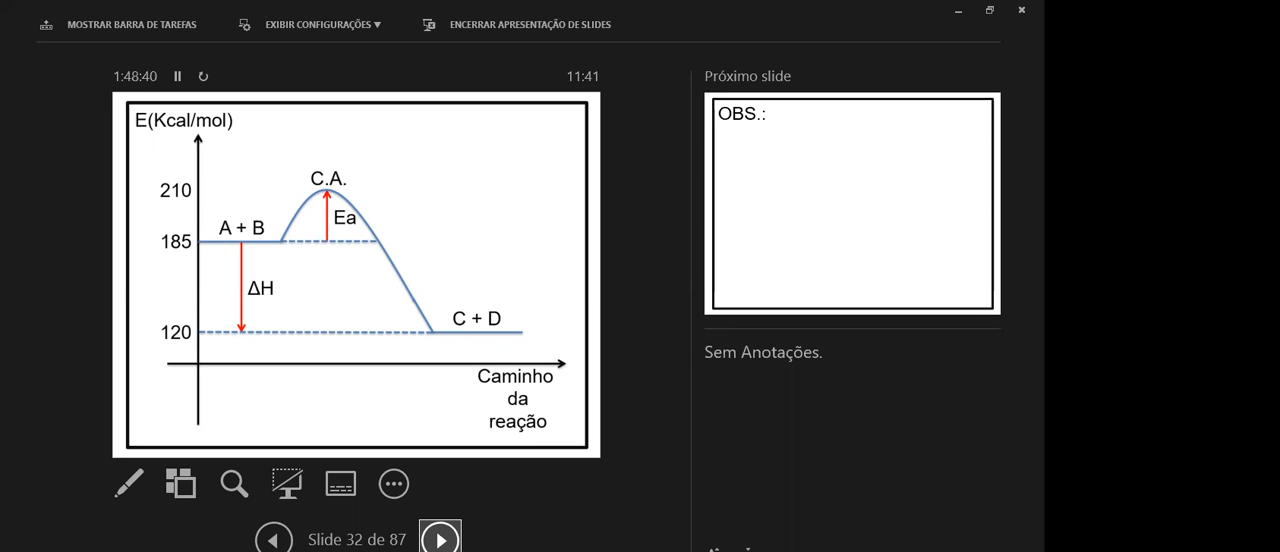 MOSTRAR BARRA DE TAREFAS
EXIBIR CONFIGURAÇÕES ▼
ENCERRAR APRESENTAÇÃO DE SLIDES
1:48:40
11:41
E(Kcal/mol)
C.A.
210
Ea
A + B
185
ΔH
C + D
120
Caminho
da
reação
Slide 32 de 87
Próximo slide
OBS.:
Sem Anotações.